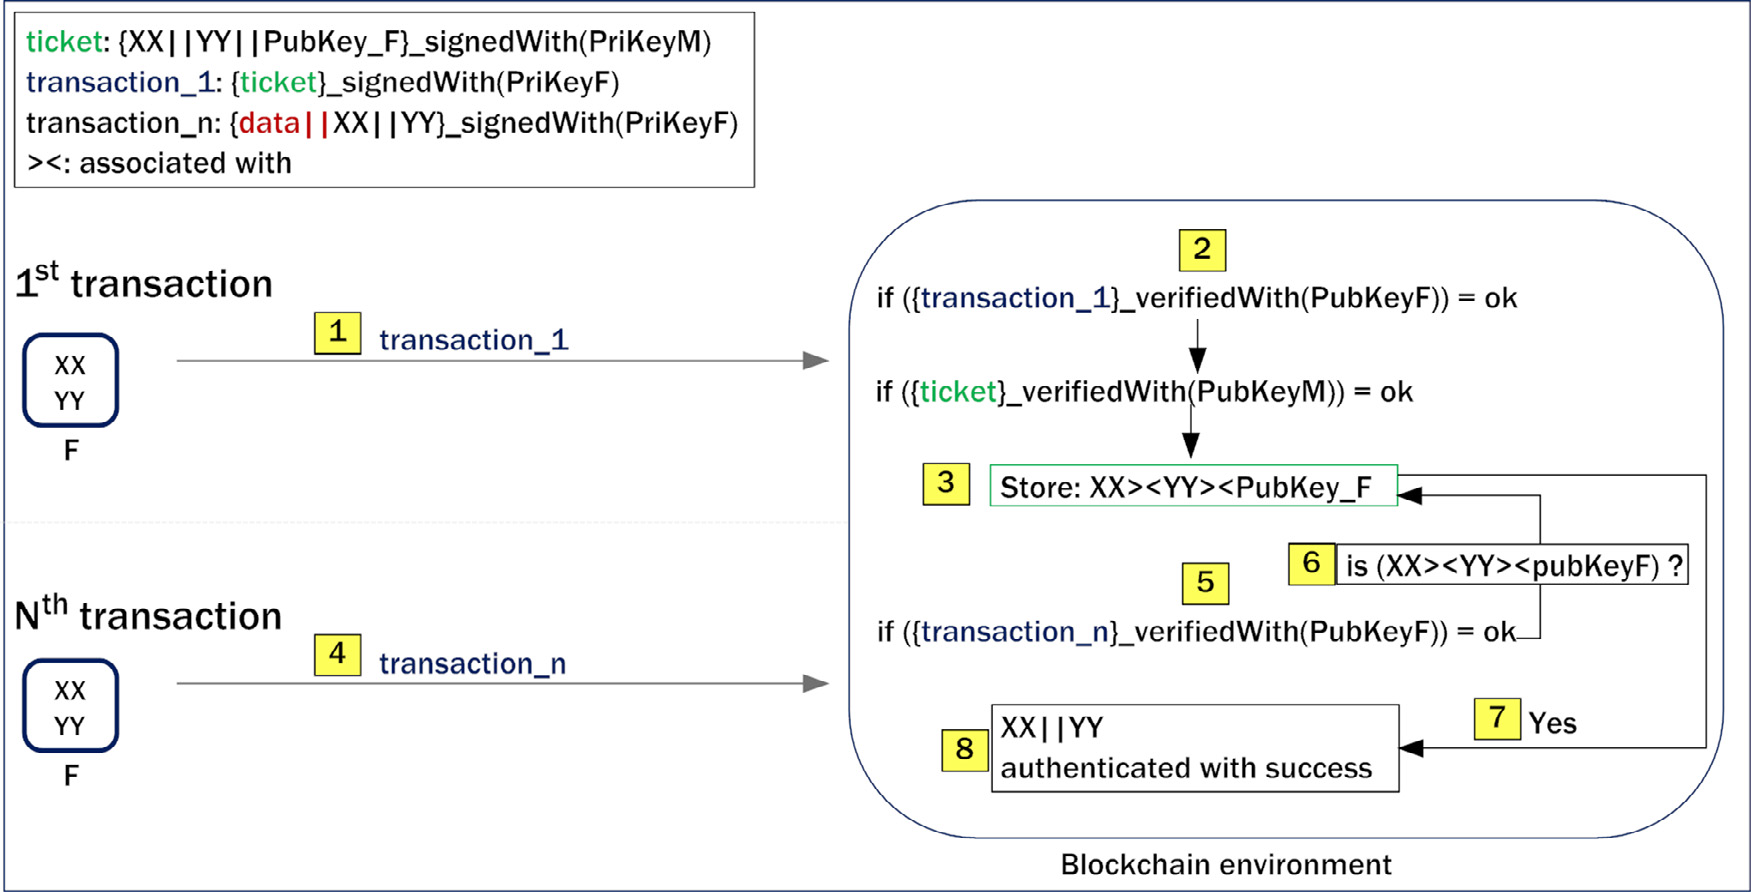 ticket: {XX||YY||PubKey_F}_signedWith(PriKeyM)
transaction_1: {ticket}_signedWith(PriKeyF)
transaction_n: {data||XX||YY}_signedWith(PriKeyF)
><: associated with
1st transaction
XX
YY
F
1
transaction_1
2
if ({transaction_1}_verifiedWith(PubKeyF)) = ok
if ({ticket}_verifiedWith(PubKeyM)) = ok
3
Store: XX><YY><PubKey_F
Nth transaction
XX
YY
F
4
transaction_n
5
if ({transaction_n}_verifiedWith(PubKeyF)) = ok
6
is (XX><YY><pubKeyF) ?
7
Yes
8
XX||YY
authenticated with success
Blockchain environment